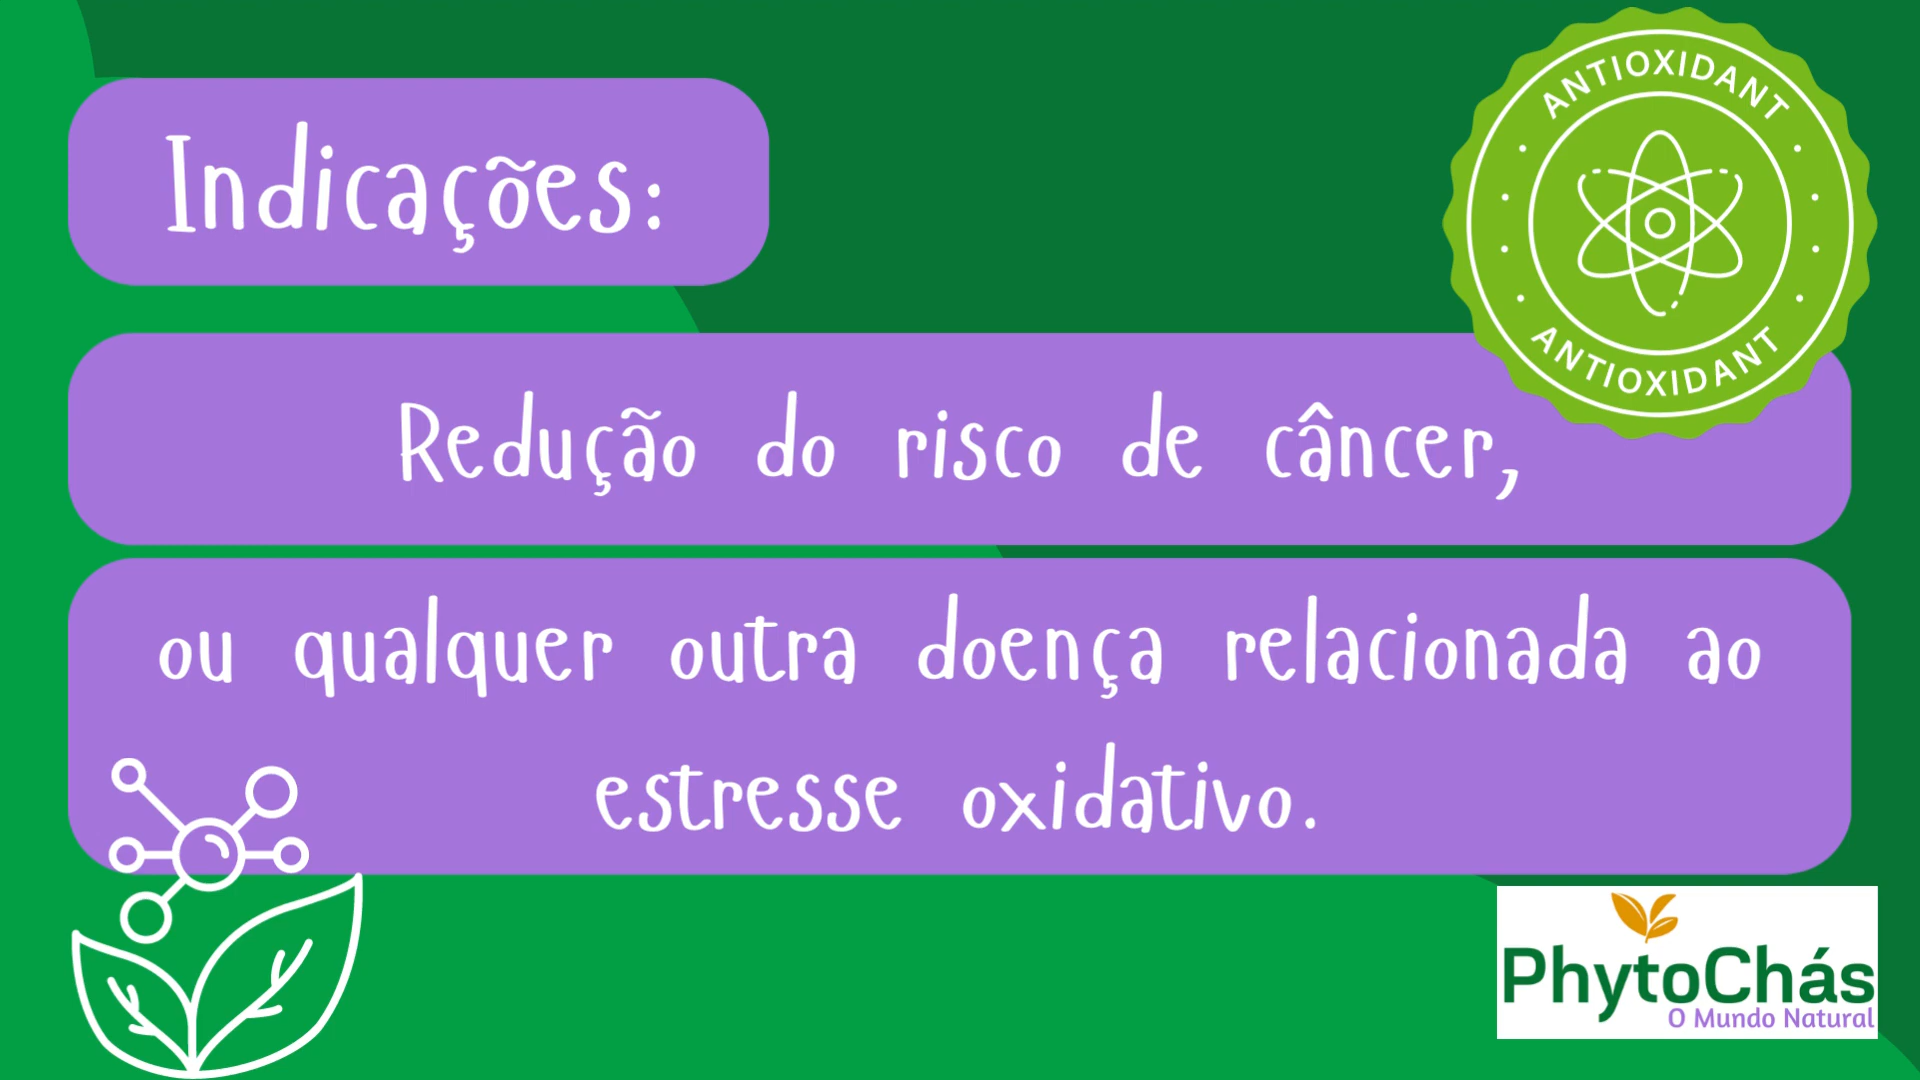 ANTIOXIDANT
Indicações:
ANTIOXIDANT
Redução do risco de câncer,
ou qualquer outra doença relacionada ao
estresse oxidativo.
PhytoChás
O Mundo Natural